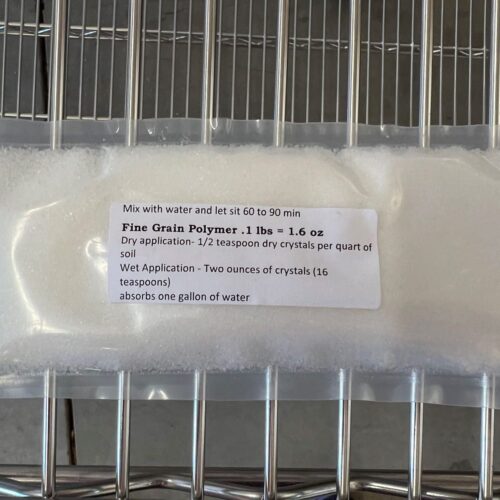 Mix with water and let sit 60 to 90 min
Fine Grain Polymer .1 lbs = 1.6 oz
Dry application- 1/2 teaspoon dry crystals per quart of
soil
Wet Application - Two ounces of crystals (16
teaspoons)
absorbs one gallon of water